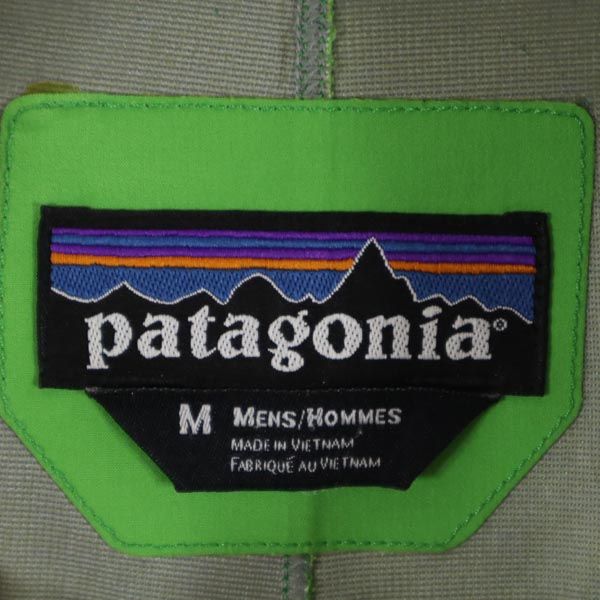 patagonia®
M MENS/HOMMES
MADE IN VIETNAM
FABRIQUÉ AU VIETNAM